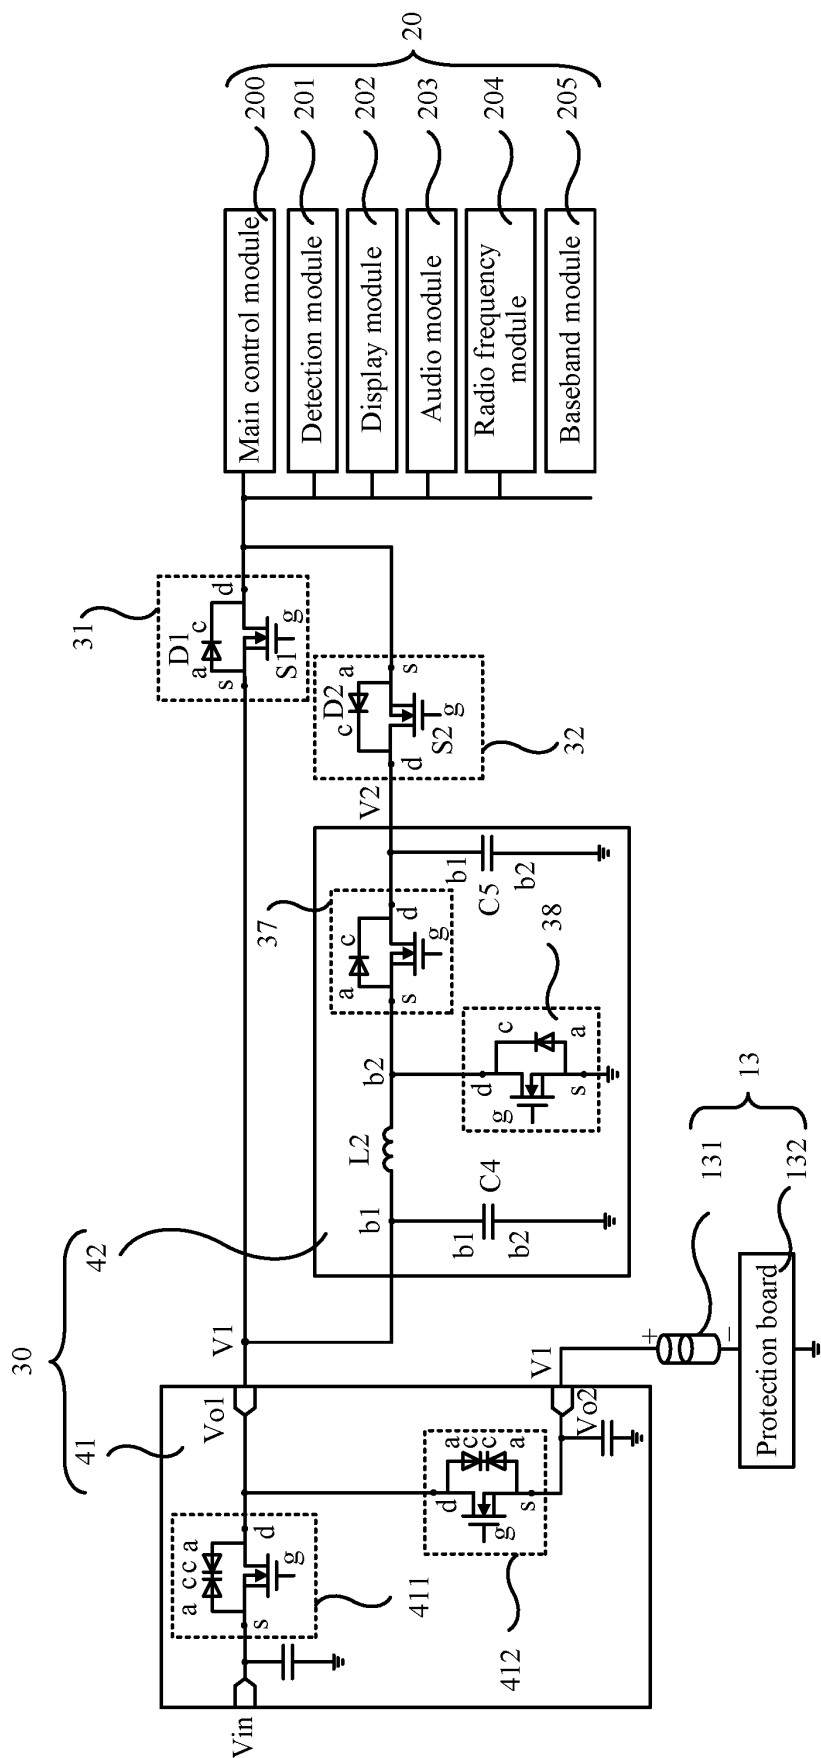 30
41
42
Vin
s
a
c
c
a
d
g
411
412
d
g
s
a
c
c
a
Vo1
Vo2
V1
V1
+
−
131
132
13
Protection board
b1
L2
b2
C4
b1
b2
37
a
c
s
d
g
38
d
g
s
c
a
C5
b1
b2
V2
31
D1
a
c
s
d
S1
g
32
D2
c
a
d
s
S2
g
Main control module
Detection module
Display module
Audio module
Radio frequency
module
Baseband module
200
201
202
203
204
205
20